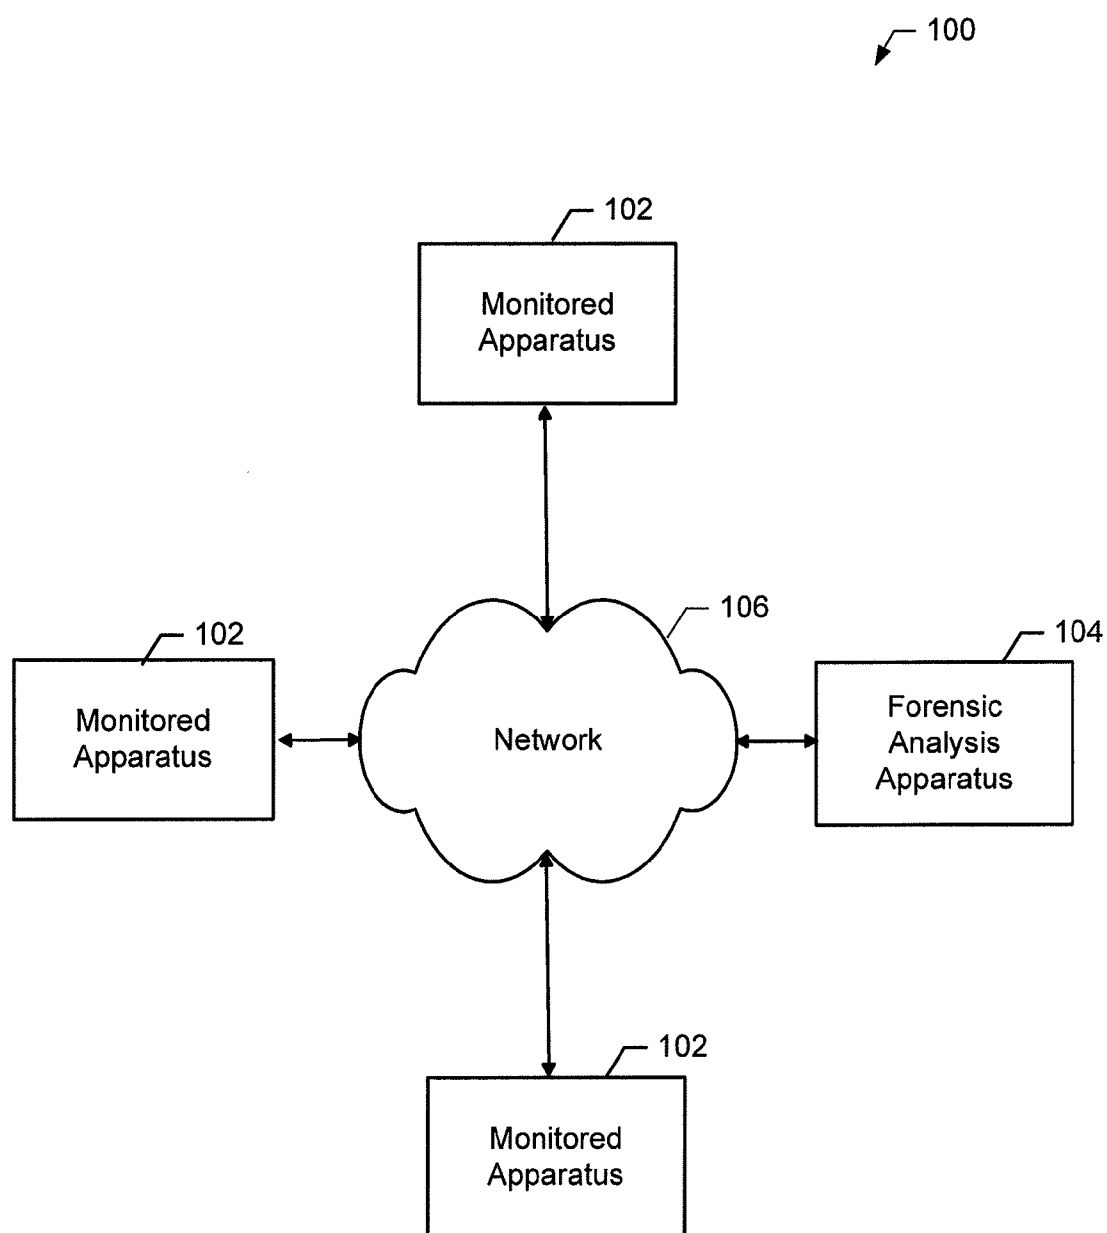 100
102
Monitored
Apparatus
106
102
104
Monitored
Apparatus
Network
Forensic
Analysis
Apparatus
102
Monitored
Apparatus